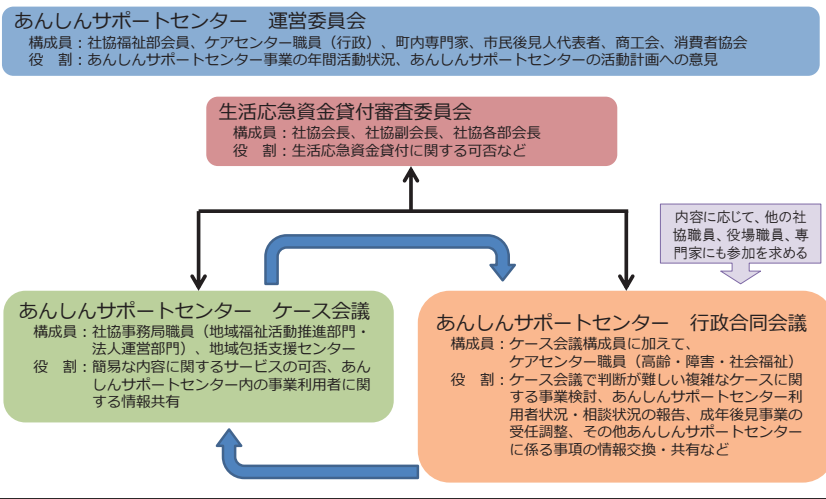 あんしんサポートセンター　運営委員会
構成員：社協福祉部会員、ケアセンター職員（行政）、町内専門家、市民後見人代表者、商工会、消費者協会
役　割：あんしんサポートセンター事業の年間活動状況、あんしんサポートセンターの活動計画への意見
生活応急資金貸付審査委員会
構成員：社協会長、社協副会長、社協各部会長
役　割：生活応急資金貸付に関する可否など
内容に応じて、他の社
協職員、役場職員、専
門家にも参加を求める
あんしんサポートセンター　ケース会議
構成員：社協事務局職員（地域福祉活動推進部門・
法人運営部門）、地域包括支援センター
役　割：簡易な内容に関するサービスの可否、あん
しんサポートセンター内の事業利用者に関
する情報共有
あんしんサポートセンター　行政合同会議
構成員：ケース会議構成員に加えて、
ケアセンター職員（高齢・障害・社会福祉）
役　割：ケース会議で判断が難しい複雑なケースに関
する事業検討、あんしんサポートセンター利
用者状況・相談状況の報告、成年後見事業の
受任調整、その他あんしんサポートセンター
に係る事項の情報交換・共有など